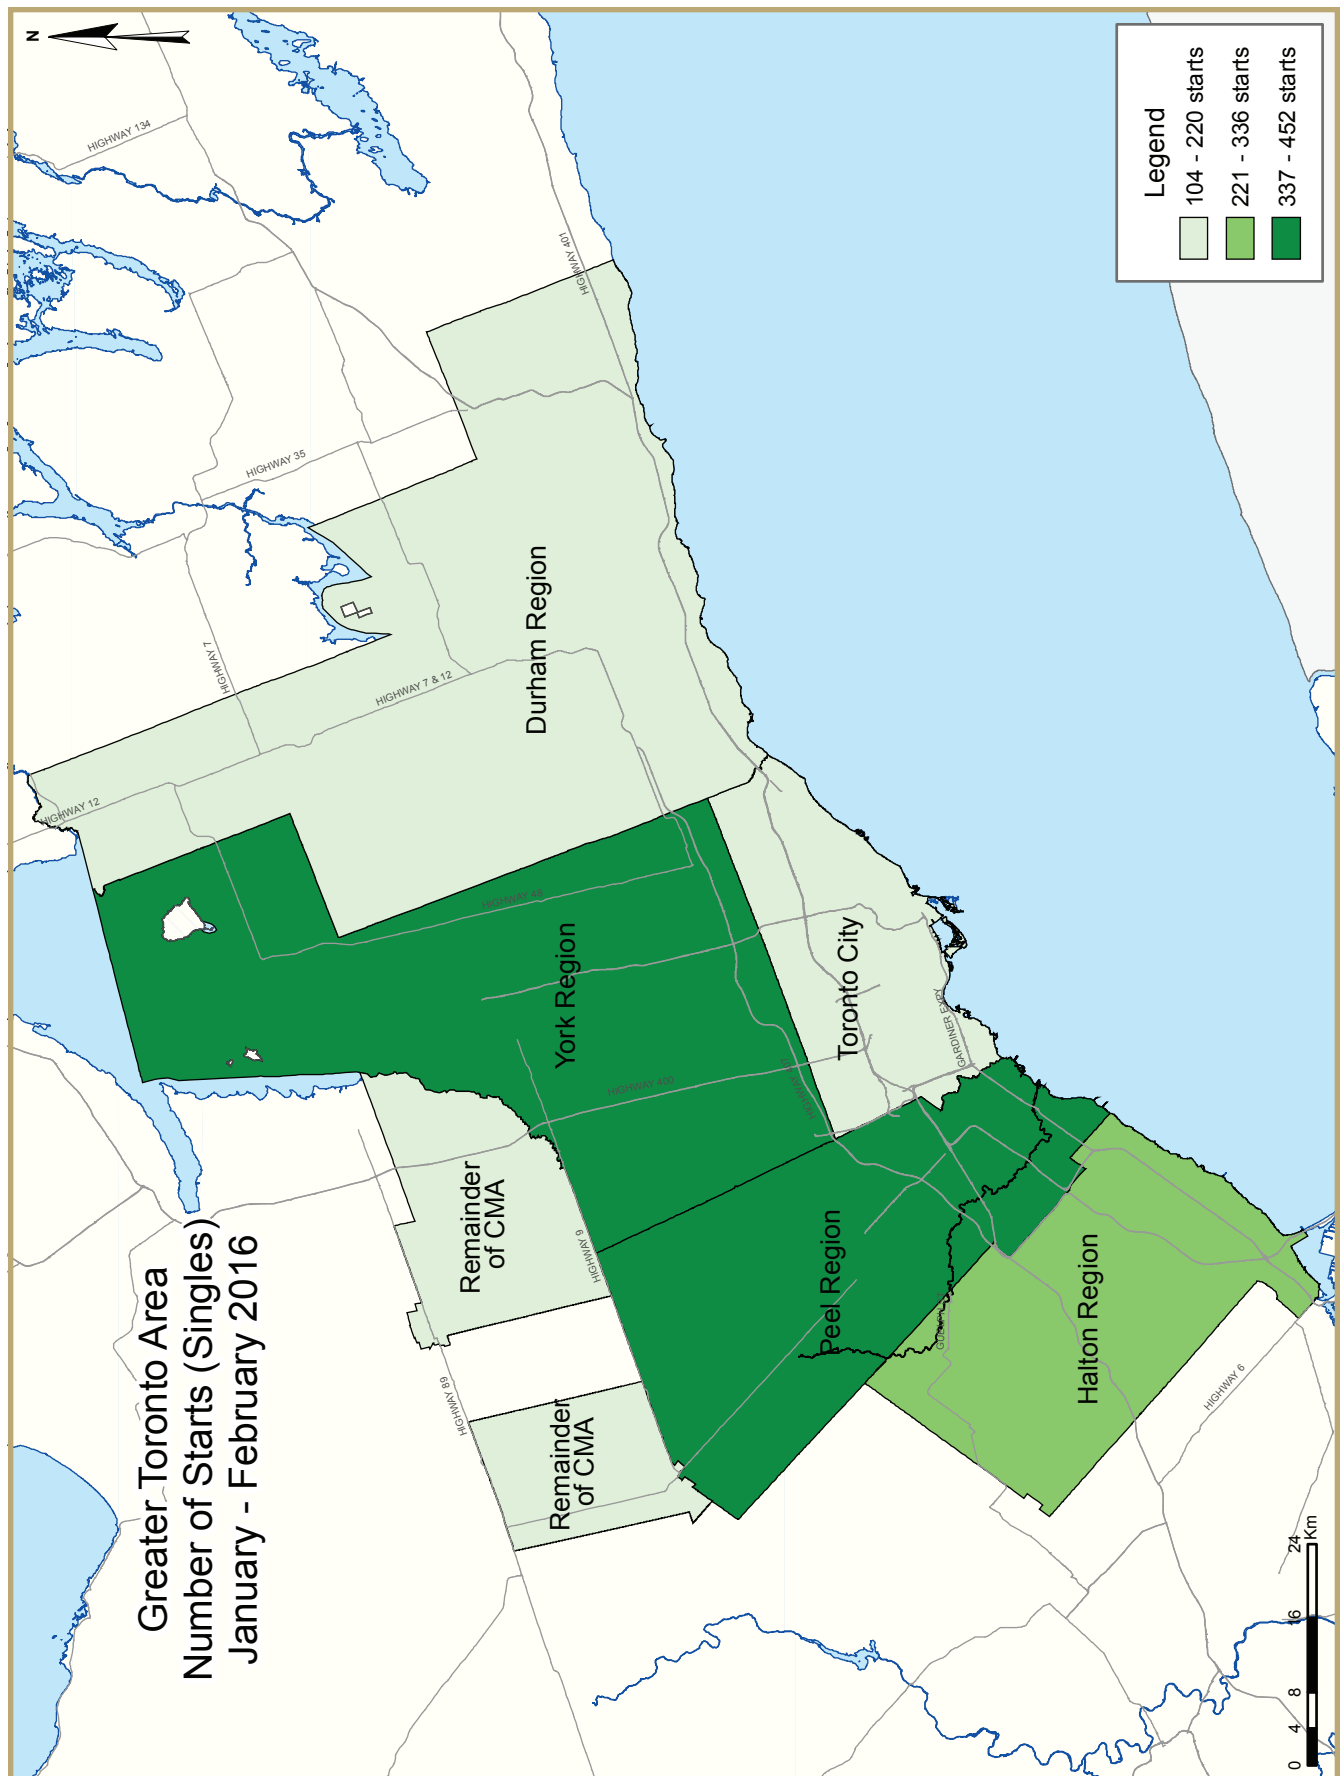 Greater Toronto Area
Number of Starts (Singles)
January - February 2016
N
HIGHWAY 134
HIGHWAY 401
HIGHWAY 35
HIGHWAY 7
HIGHWAY 7 & 12
HIGHWAY 12
Durham Region
HIGHWAY 48
York Region
HIGHWAY 400
Toronto City
GARDINER EXPY
Remainder
of CMA
HIGHWAY 9
HIGHWAY 89
Remainder
of CMA
Peel Region
Halton Region
HIGHWAY 6
Legend
104 - 220 starts
221 - 336 starts
337 - 452 starts
0 4 8 16 24
Km